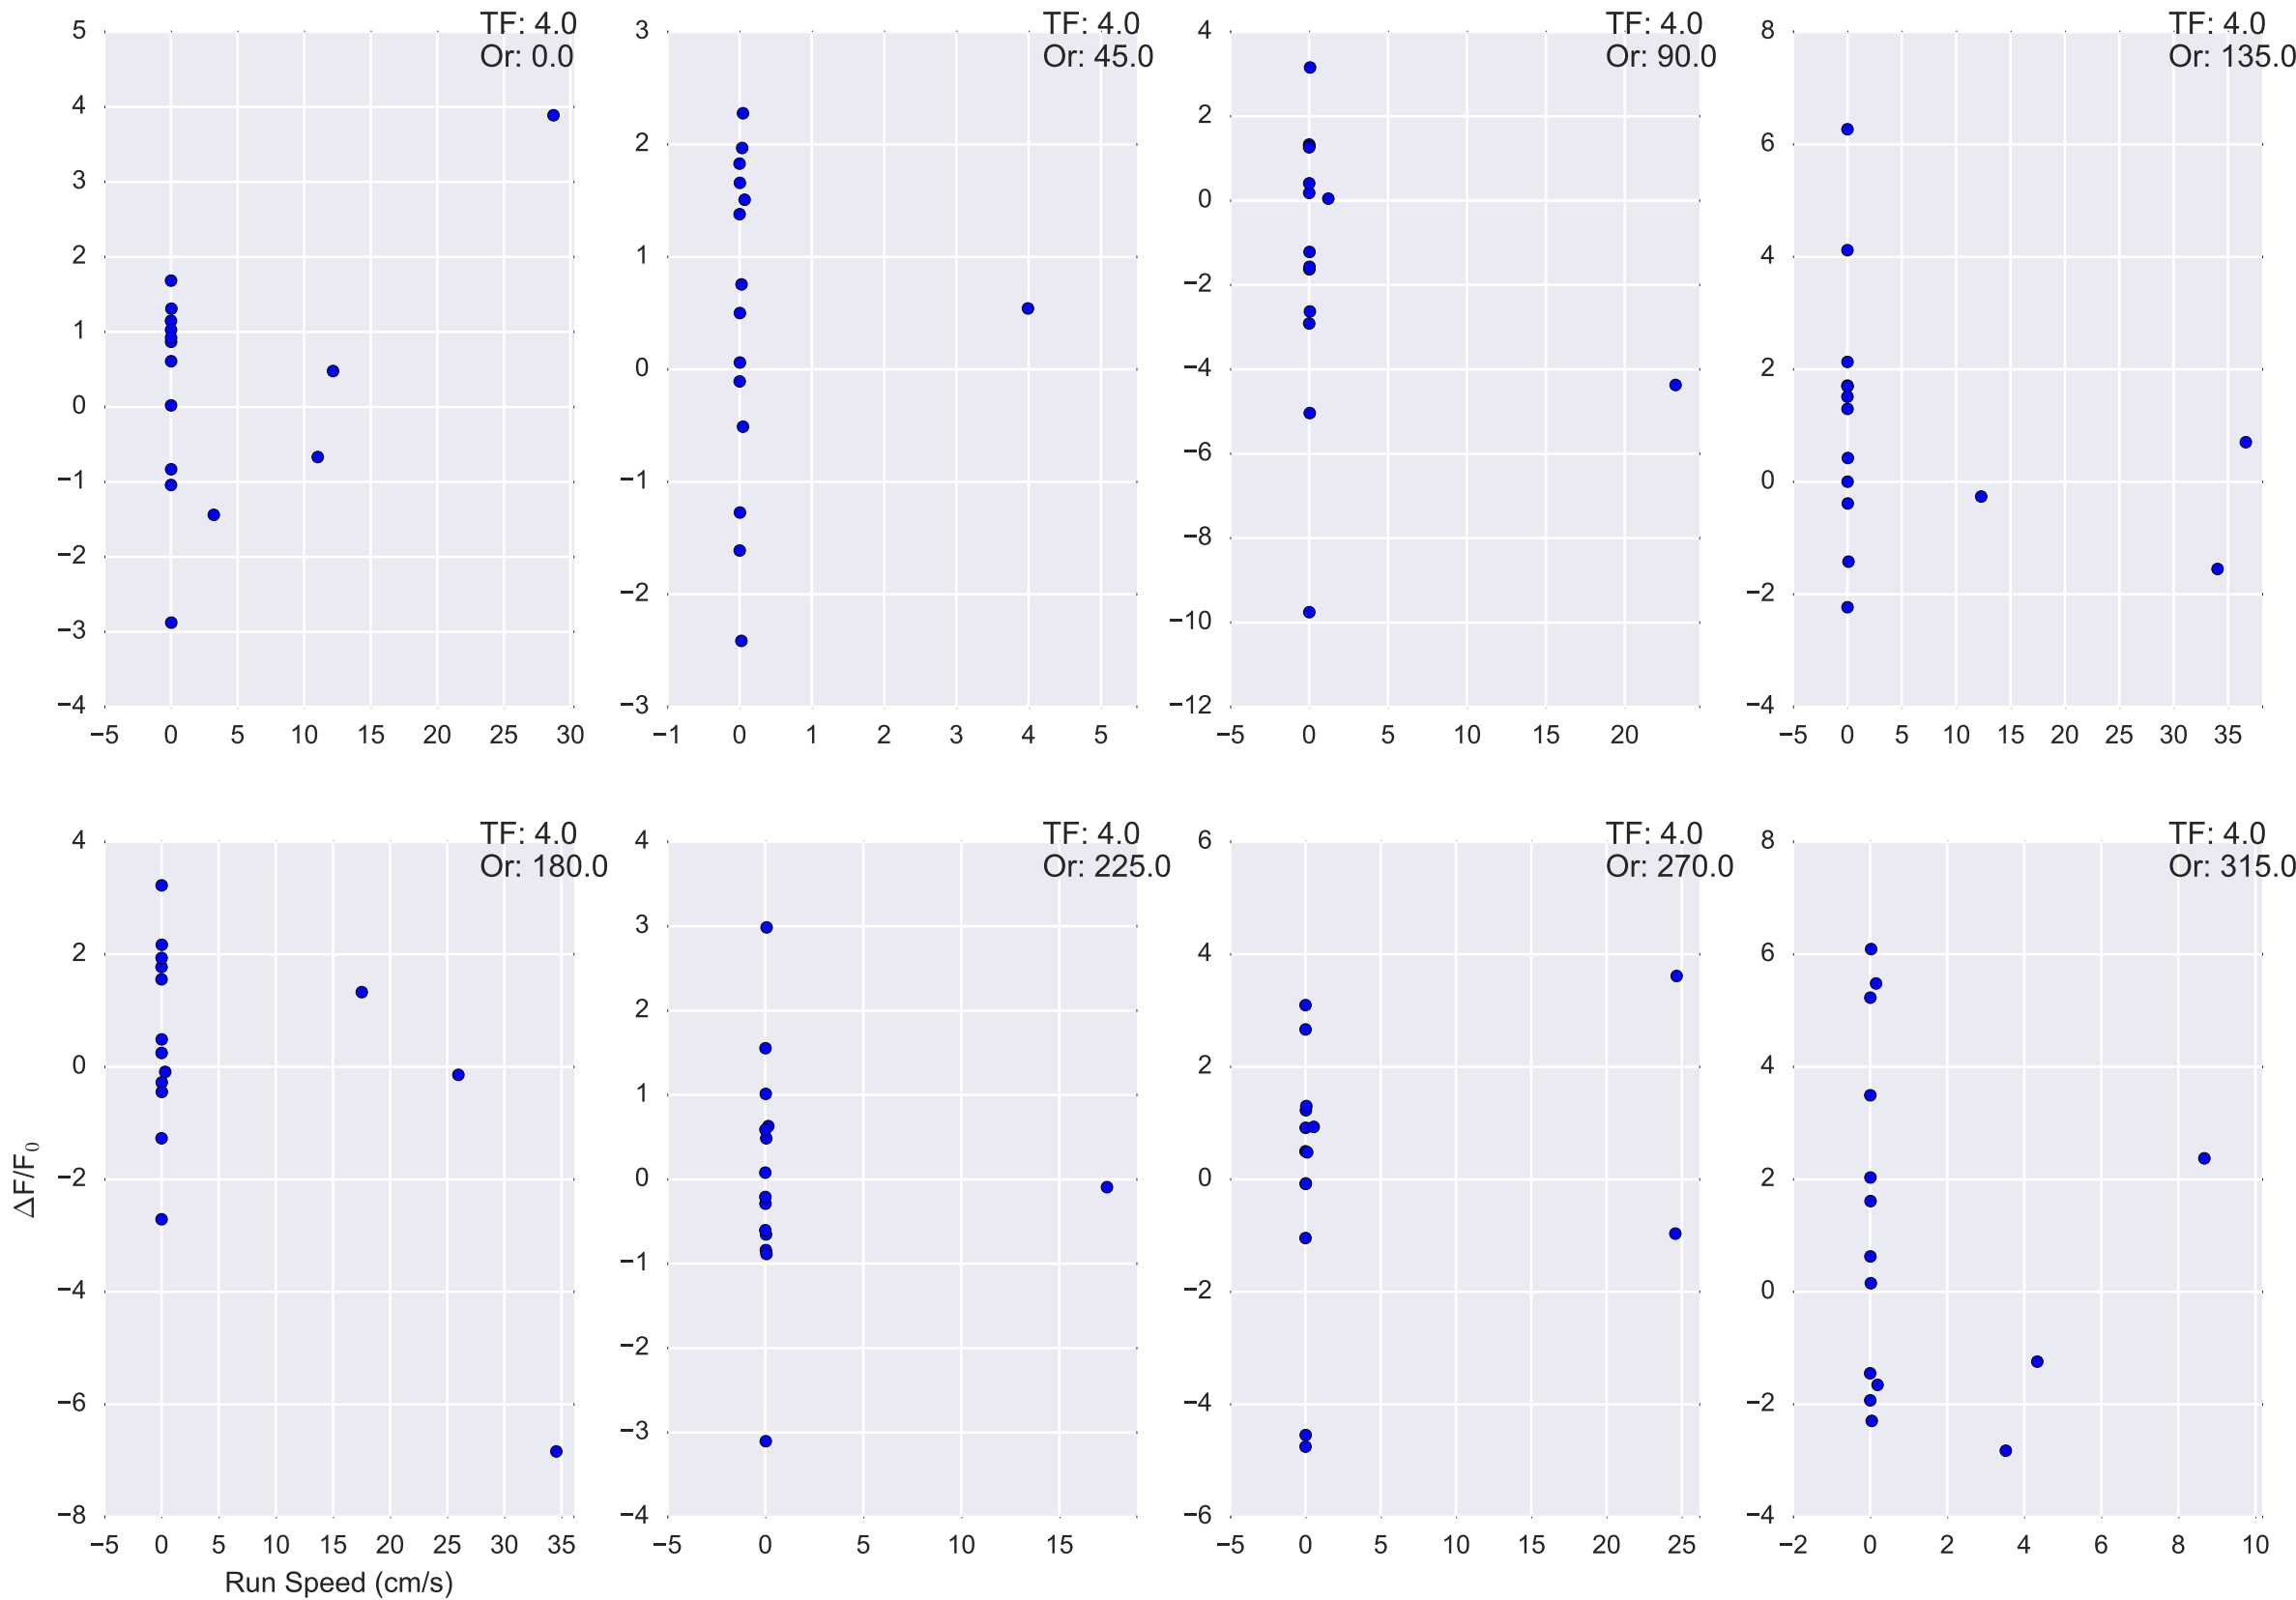 TF: 4.0
Or: 0.0
5
4
3
2
1
0
−1
−2
−3
−4
−5 0 5 10 15 20 25 30
TF: 4.0
Or: 45.0
3
2
1
0
−1
−2
−3
−1 0 1 2 3 4 5
TF: 4.0
Or: 90.0
4
2
0
−2
−4
−6
−8
−10
−12
−5 0 5 10 15 20
TF: 4.0
Or: 135.0
8
6
4
2
0
−2
−4
−5 0 5 10 15 20 25 30 35
TF: 4.0
Or: 180.0
4
2
0
−2
−4
−6
−8
−5 0 5 10 15 20 25 30 35
ΔF/F₀
Run Speed (cm/s)
TF: 4.0
Or: 225.0
4
3
2
1
0
−1
−2
−3
−4
−5 0 5 10 15
TF: 4.0
Or: 270.0
6
4
2
0
−2
−4
−6
−5 0 5 10 15 20 25
TF: 4.0
Or: 315.0
8
6
4
2
0
−2
−4
−2 0 2 4 6 8 10